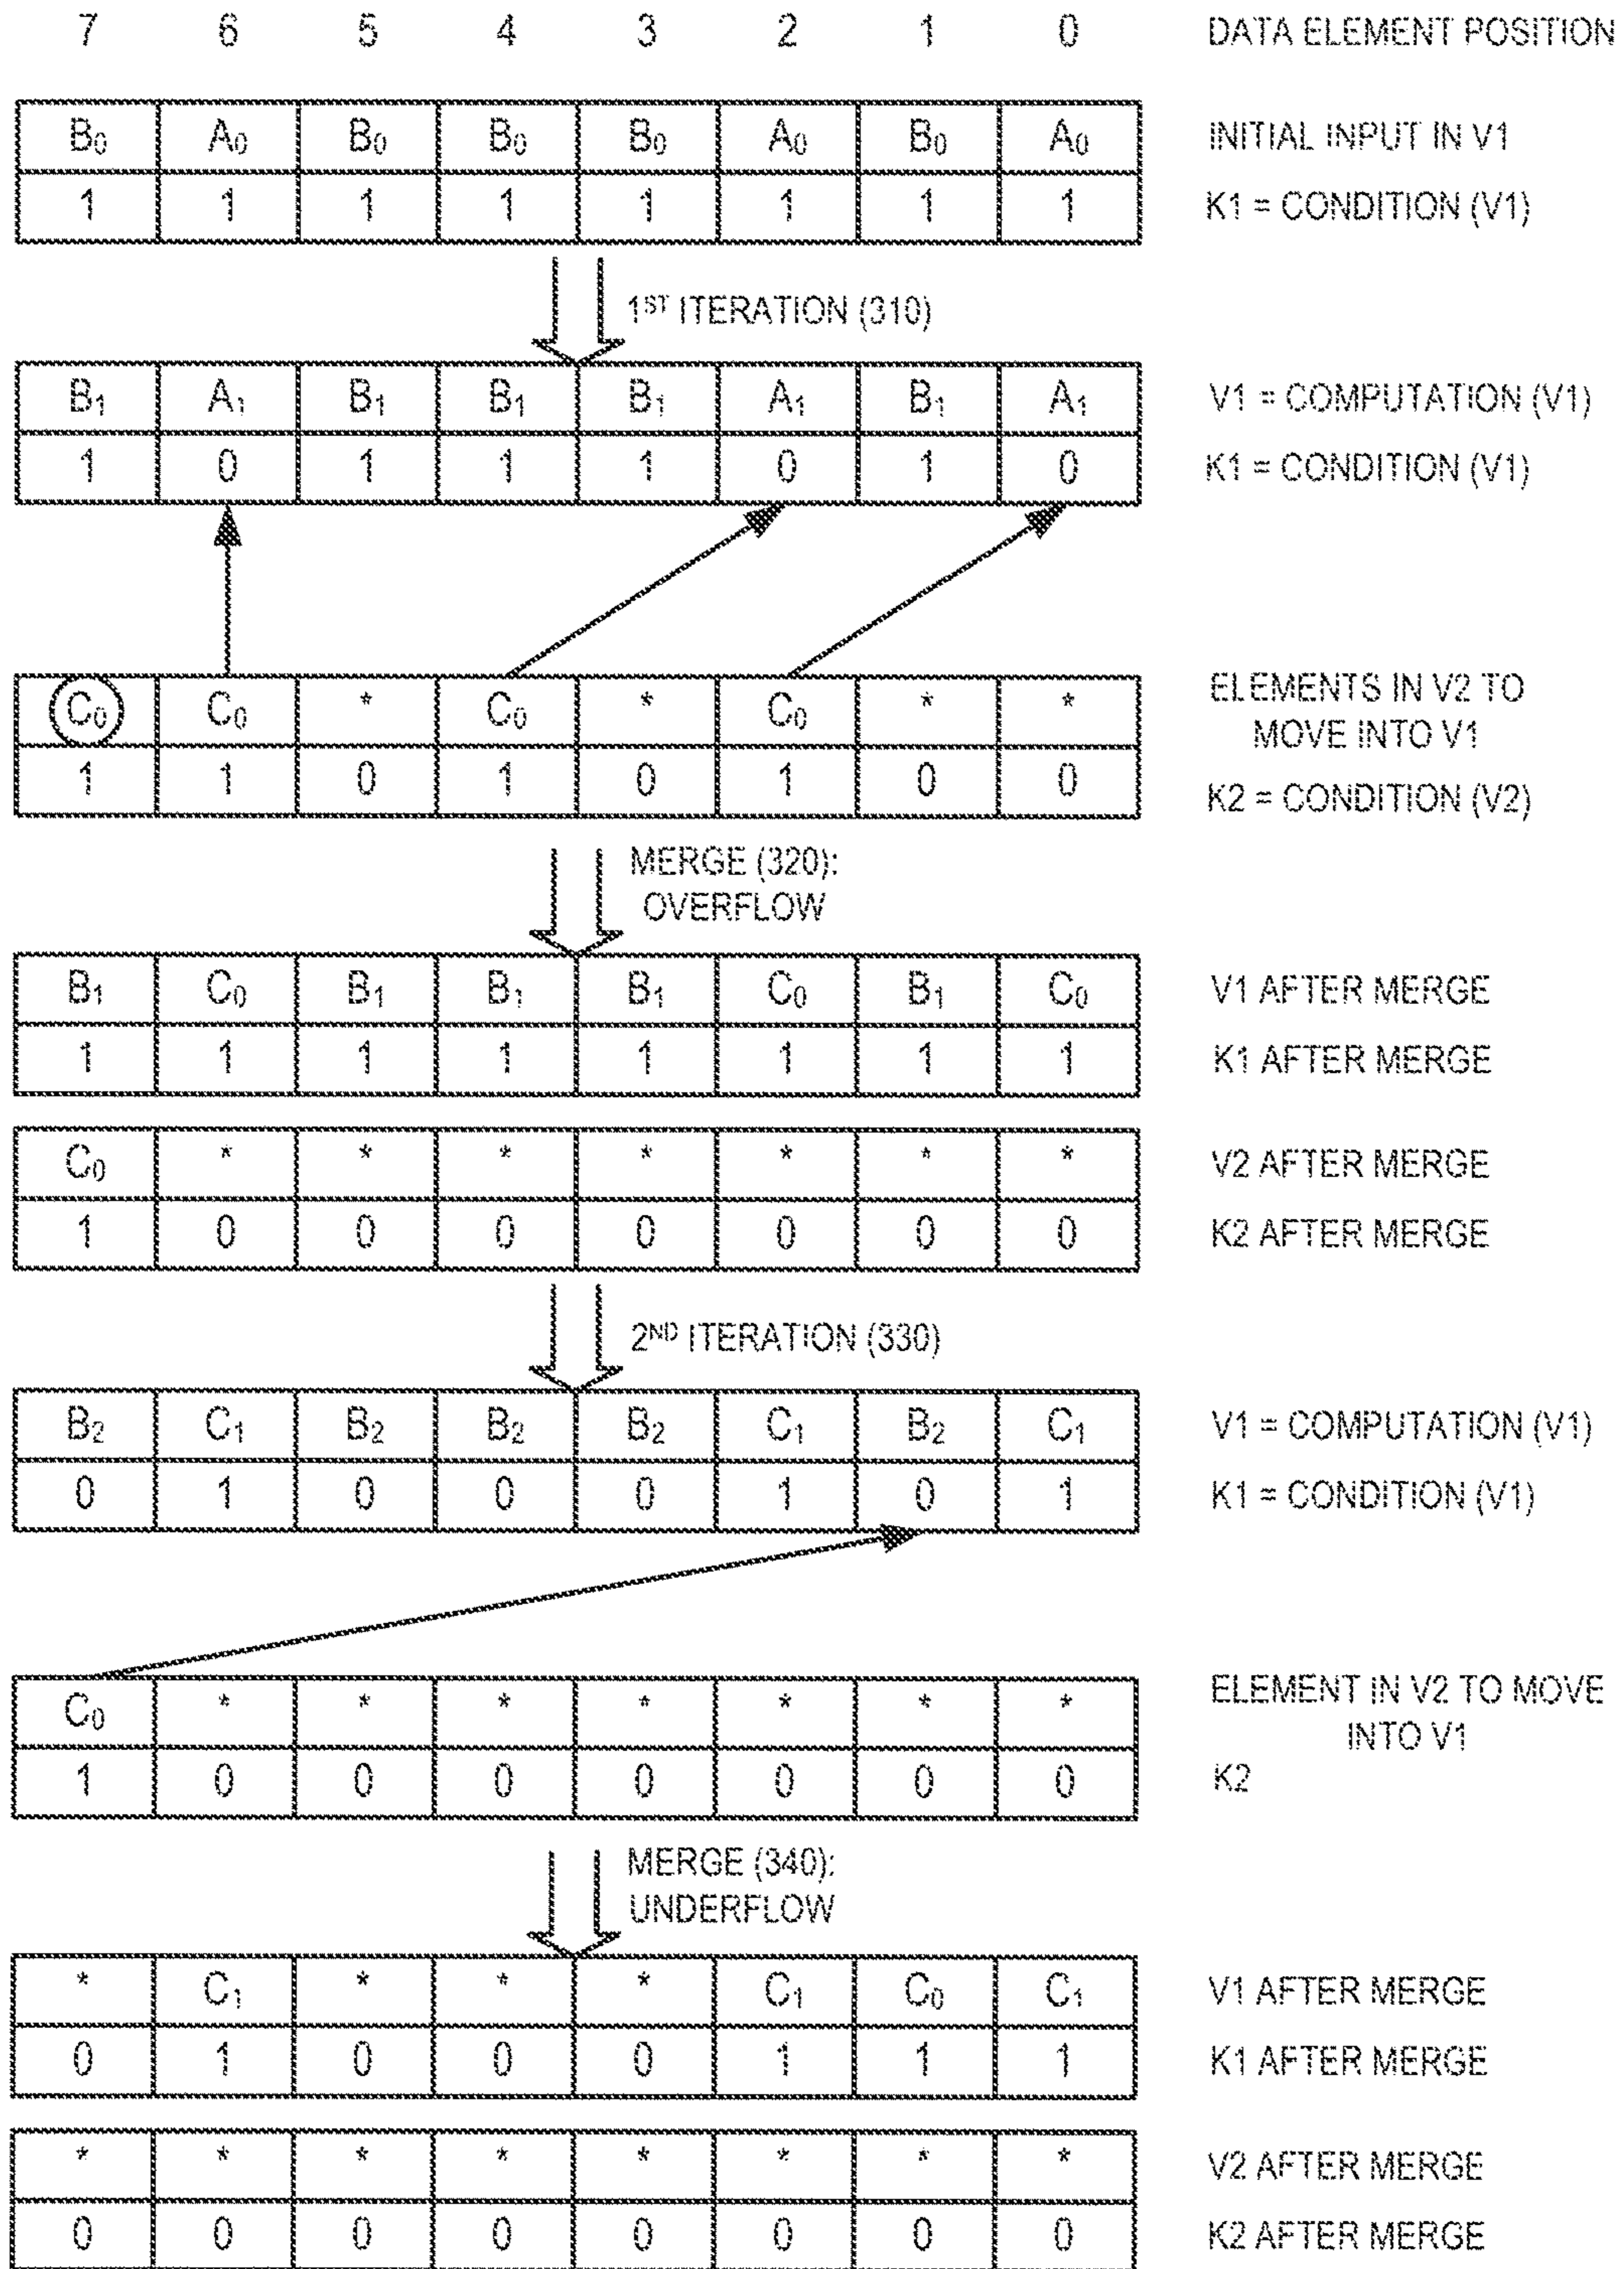 7 6 5 4 3 2 1 0 DATA ELEMENT POSITION
B₀ A₀ B₀ B₀ B₀ A₀ B₀ A₀ INITIAL INPUT IN V1
1 1 1 1 1 1 1 1 K1 = CONDITION (V1)
1ST ITERATION (310)
B₁ A₁ B₁ B₁ B₁ A₁ B₁ A₁ V1 = COMPUTATION (V1)
1 0 1 1 1 0 1 0 K1 = CONDITION (V1)
C₀ C₀ * C₀ * C₀ * * ELEMENTS IN V2 TO
MOVE INTO V1
1 1 0 1 0 1 0 0 K2 = CONDITION (V2)
MERGE (320):
OVERFLOW
B₁ C₀ B₁ B₁ B₁ C₀ B₁ C₀ V1 AFTER MERGE
1 1 1 1 1 1 1 1 K1 AFTER MERGE
C₀ * * * * * * * V2 AFTER MERGE
1 0 0 0 0 0 0 0 K2 AFTER MERGE
2ND ITERATION (330)
B₂ C₁ B₂ B₂ B₂ C₁ B₂ C₁ V1 = COMPUTATION (V1)
0 1 0 0 0 1 0 1 K1 = CONDITION (V1)
C₀ * * * * * * * ELEMENT IN V2 TO MOVE
INTO V1
1 0 0 0 0 0 0 0 K2
MERGE (340):
UNDERFLOW
* C₁ * * * C₁ C₀ C₁ V1 AFTER MERGE
0 1 0 0 0 1 1 1 K1 AFTER MERGE
* * * * * * * * V2 AFTER MERGE
0 0 0 0 0 0 0 0 K2 AFTER MERGE